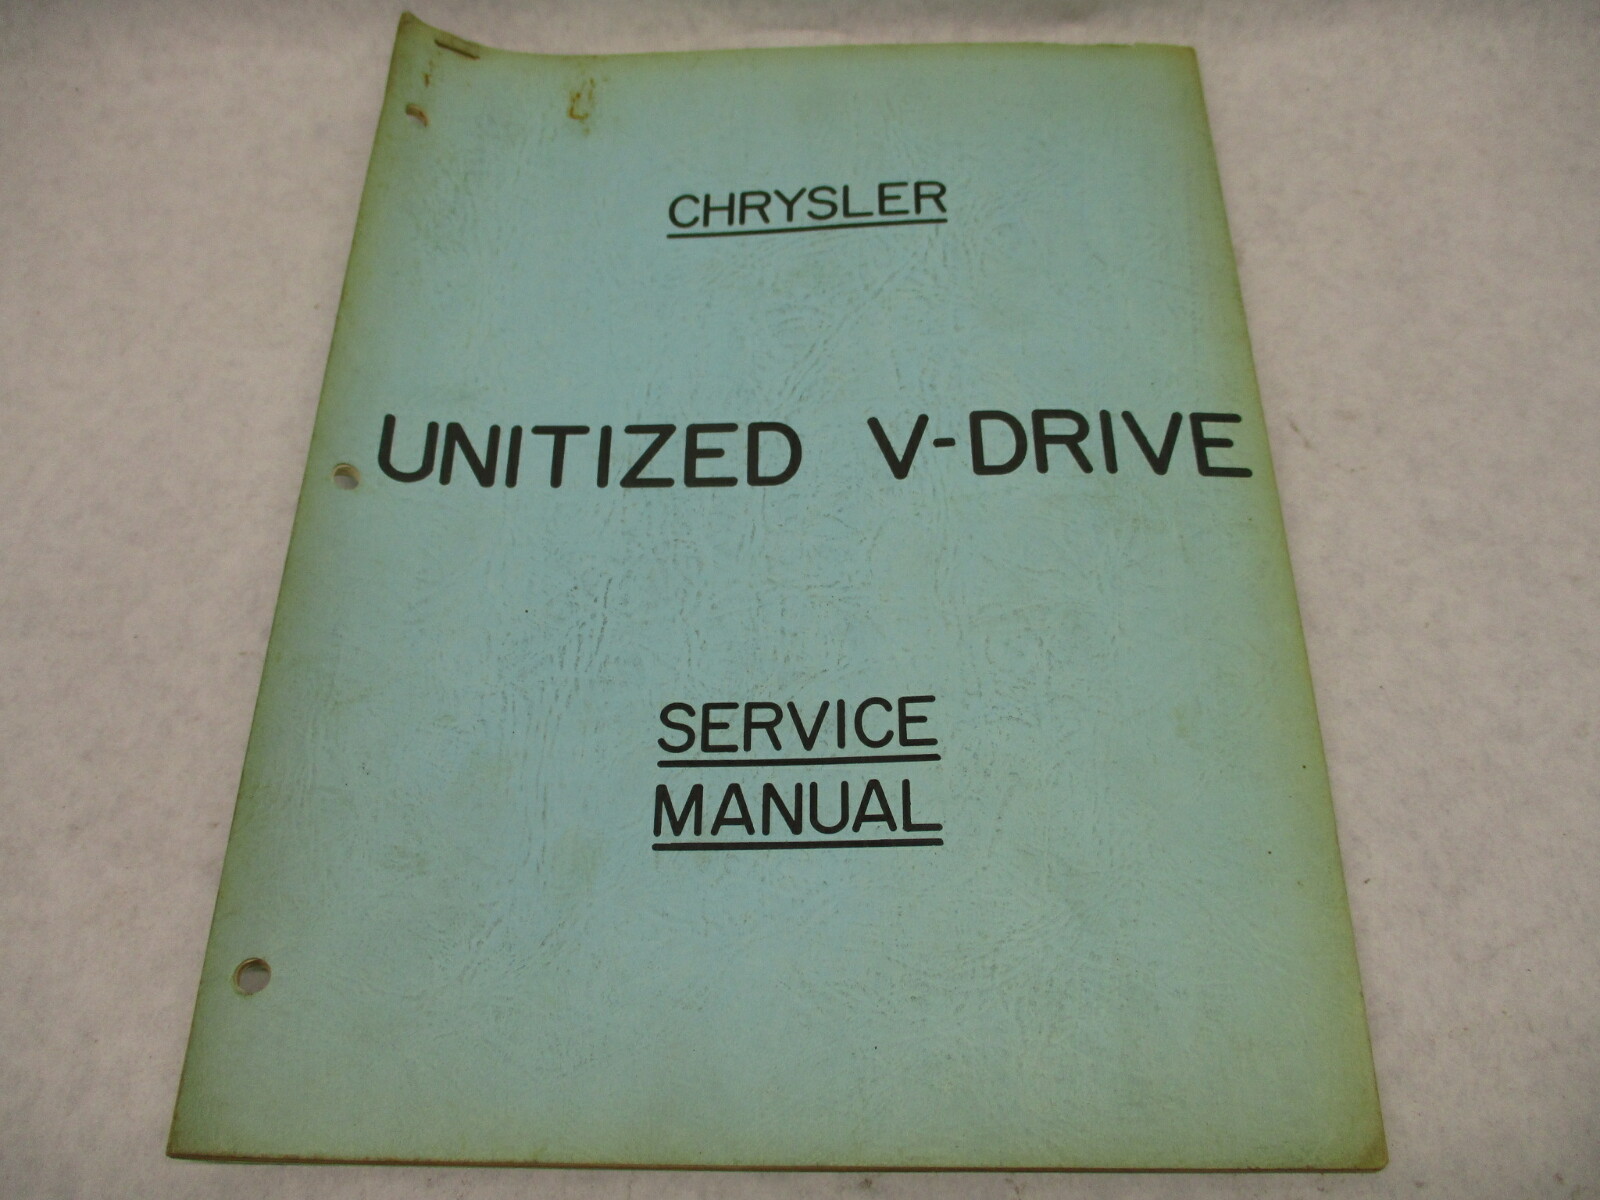 CHRYSLER
UNITIZED V-DRIVE
SERVICE
MANUAL